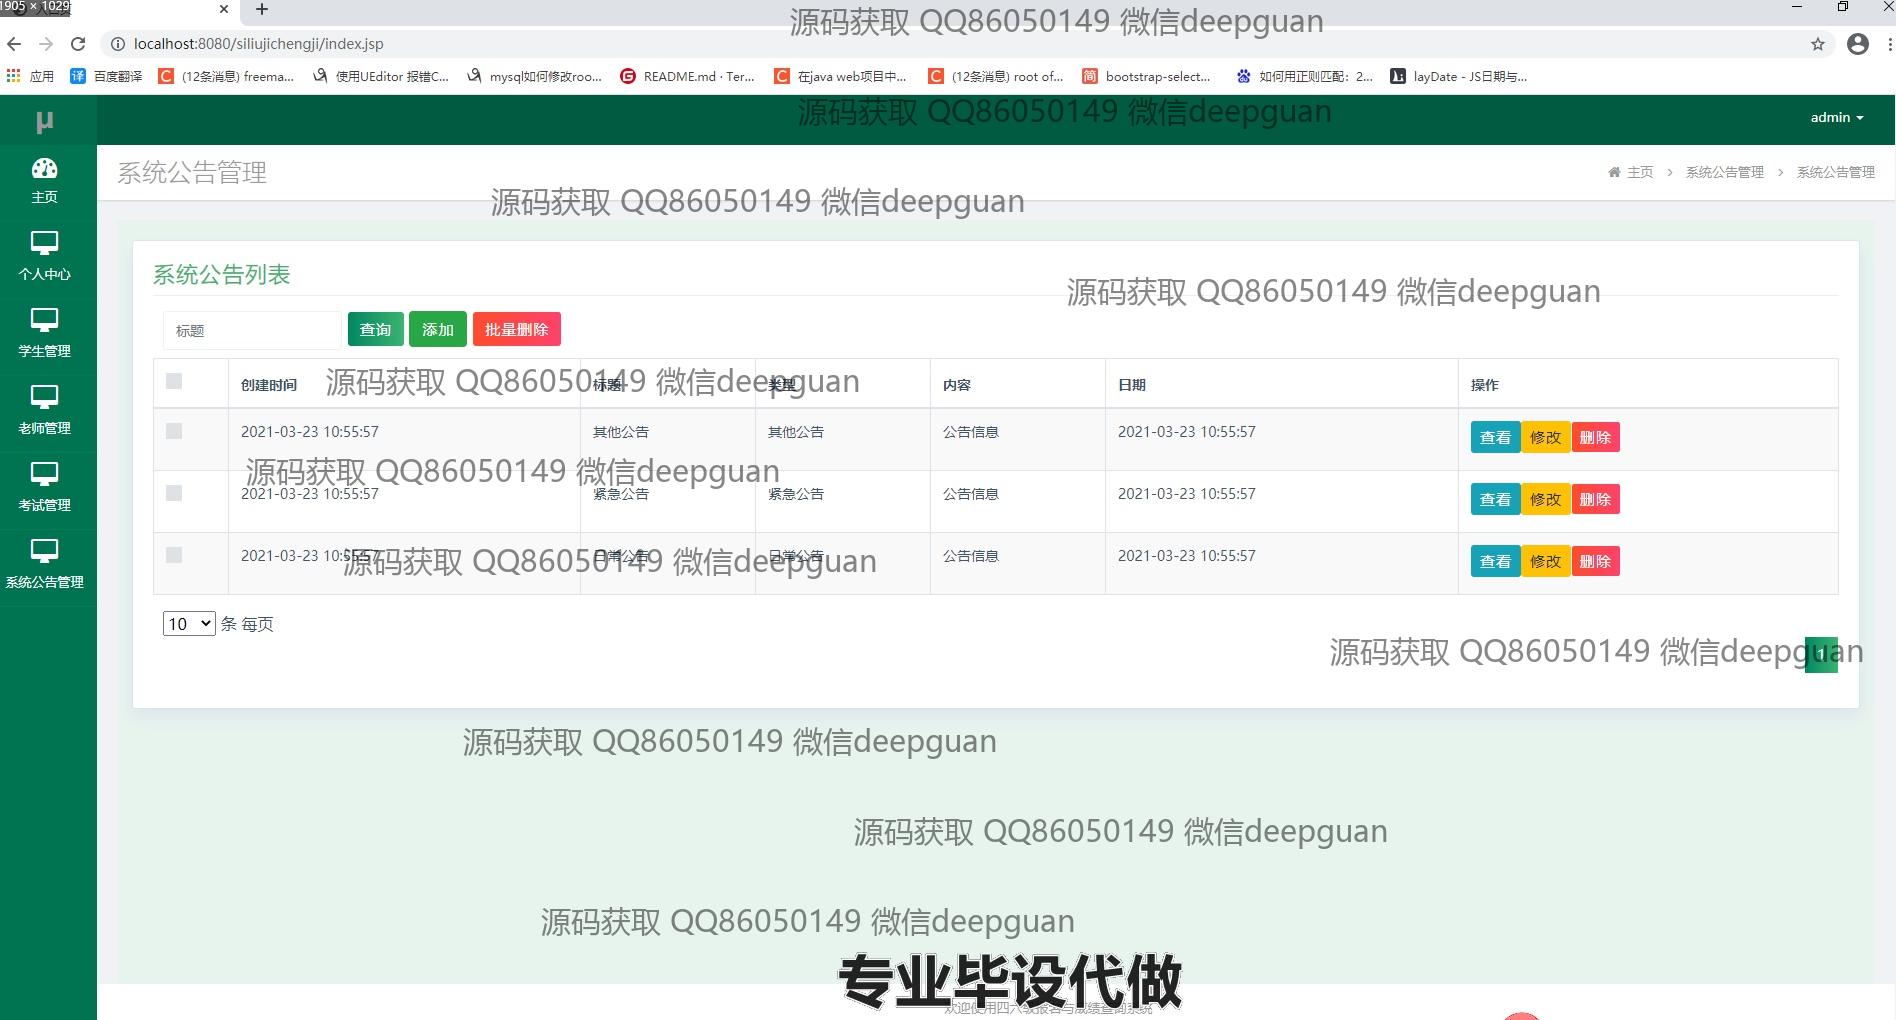 1905 × 1029
源码获取 QQ86050149 微信deepguan
localhost:8080/siliujichengji/index.jsp
应用 百度翻译 (12条消息) freema... 使用UEditor 报错C... mysql如何修改roo... README.md · Ter... 在java web项目中... (12条消息) root of... bootstrap-select... 如何用正则匹配：2... layDate - JS日期与...
源码获取 QQ86050149 微信deepguan
μ admin
主页
系统公告管理 主页 > 系统公告管理 > 系统公告管理
源码获取 QQ86050149 微信deepguan
个人中心
系统公告列表
源码获取 QQ86050149 微信deepguan
标题 查询 添加 批量删除
学生管理
源码获取 QQ86050149 微信deepguan
创建时间 标题 类型 内容 日期 操作
老师管理
2021-03-23 10:55:57 其他公告 其他公告 公告信息 2021-03-23 10:55:57 查看 修改 删除
源码获取 QQ86050149 微信deepguan
2021-03-23 10:55:57 紧急公告 紧急公告 公告信息 2021-03-23 10:55:57 查看 修改 删除
考试管理
源码获取 QQ86050149 微信deepguan
2021-03-23 10:55:57 日常公告 日常公告 公告信息 2021-03-23 10:55:57 查看 修改 删除
系统公告管理
10 条 每页
源码获取 QQ86050149 微信deepguan
1
源码获取 QQ86050149 微信deepguan
源码获取 QQ86050149 微信deepguan
源码获取 QQ86050149 微信deepguan
专业毕设代做
欢迎使用四六级报名与成绩查询系统